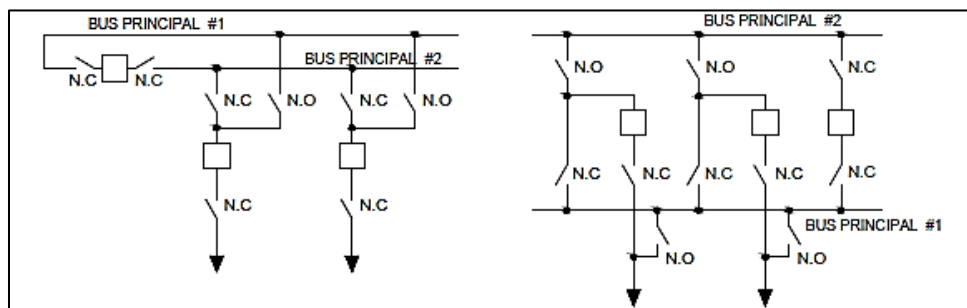 BUS PRINCIPAL #1
BUS PRINCIPAL #2
N.C N.C
N.C N.O N.C N.O
N.C N.C
BUS PRINCIPAL #2
N.O N.O N.C
N.C N.C N.C N.C N.C
BUS PRINCIPAL #1
N.O N.O